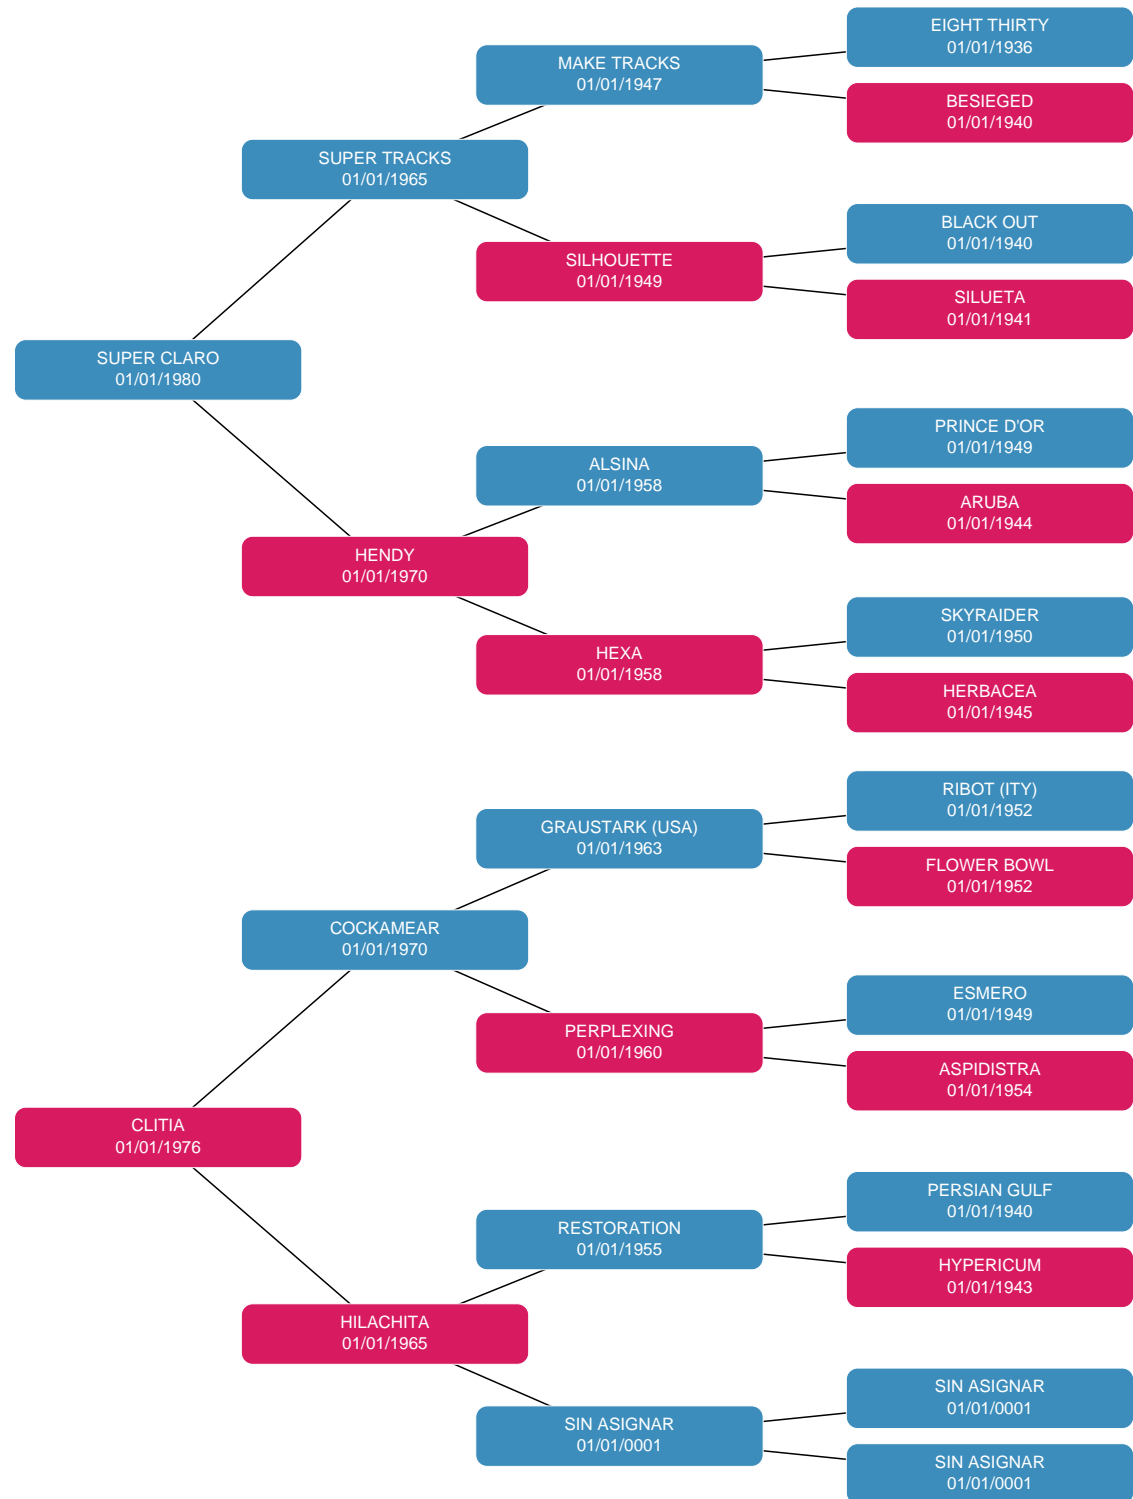 EIGHT THIRTY
01/01/1936
MAKE TRACKS
01/01/1947
BESIEGED
01/01/1940
SUPER TRACKS
01/01/1965
BLACK OUT
01/01/1940
SILHOUETTE
01/01/1949
SILUETA
01/01/1941
SUPER CLARO
01/01/1980
PRINCE D'OR
01/01/1949
ALSINA
01/01/1958
ARUBA
01/01/1944
HENDY
01/01/1970
SKYRAIDER
01/01/1950
HEXA
01/01/1958
HERBACEA
01/01/1945
RIBOT (ITY)
01/01/1952
GRAUSTARK (USA)
01/01/1963
FLOWER BOWL
01/01/1952
COCKAMEAR
01/01/1970
ESMERO
01/01/1949
PERPLEXING
01/01/1960
ASPIDISTRA
01/01/1954
CLITIA
01/01/1976
PERSIAN GULF
01/01/1940
RESTORATION
01/01/1955
HYPERICUM
01/01/1943
HILACHITA
01/01/1965
SIN ASIGNAR
01/01/0001
SIN ASIGNAR
01/01/0001
SIN ASIGNAR
01/01/0001